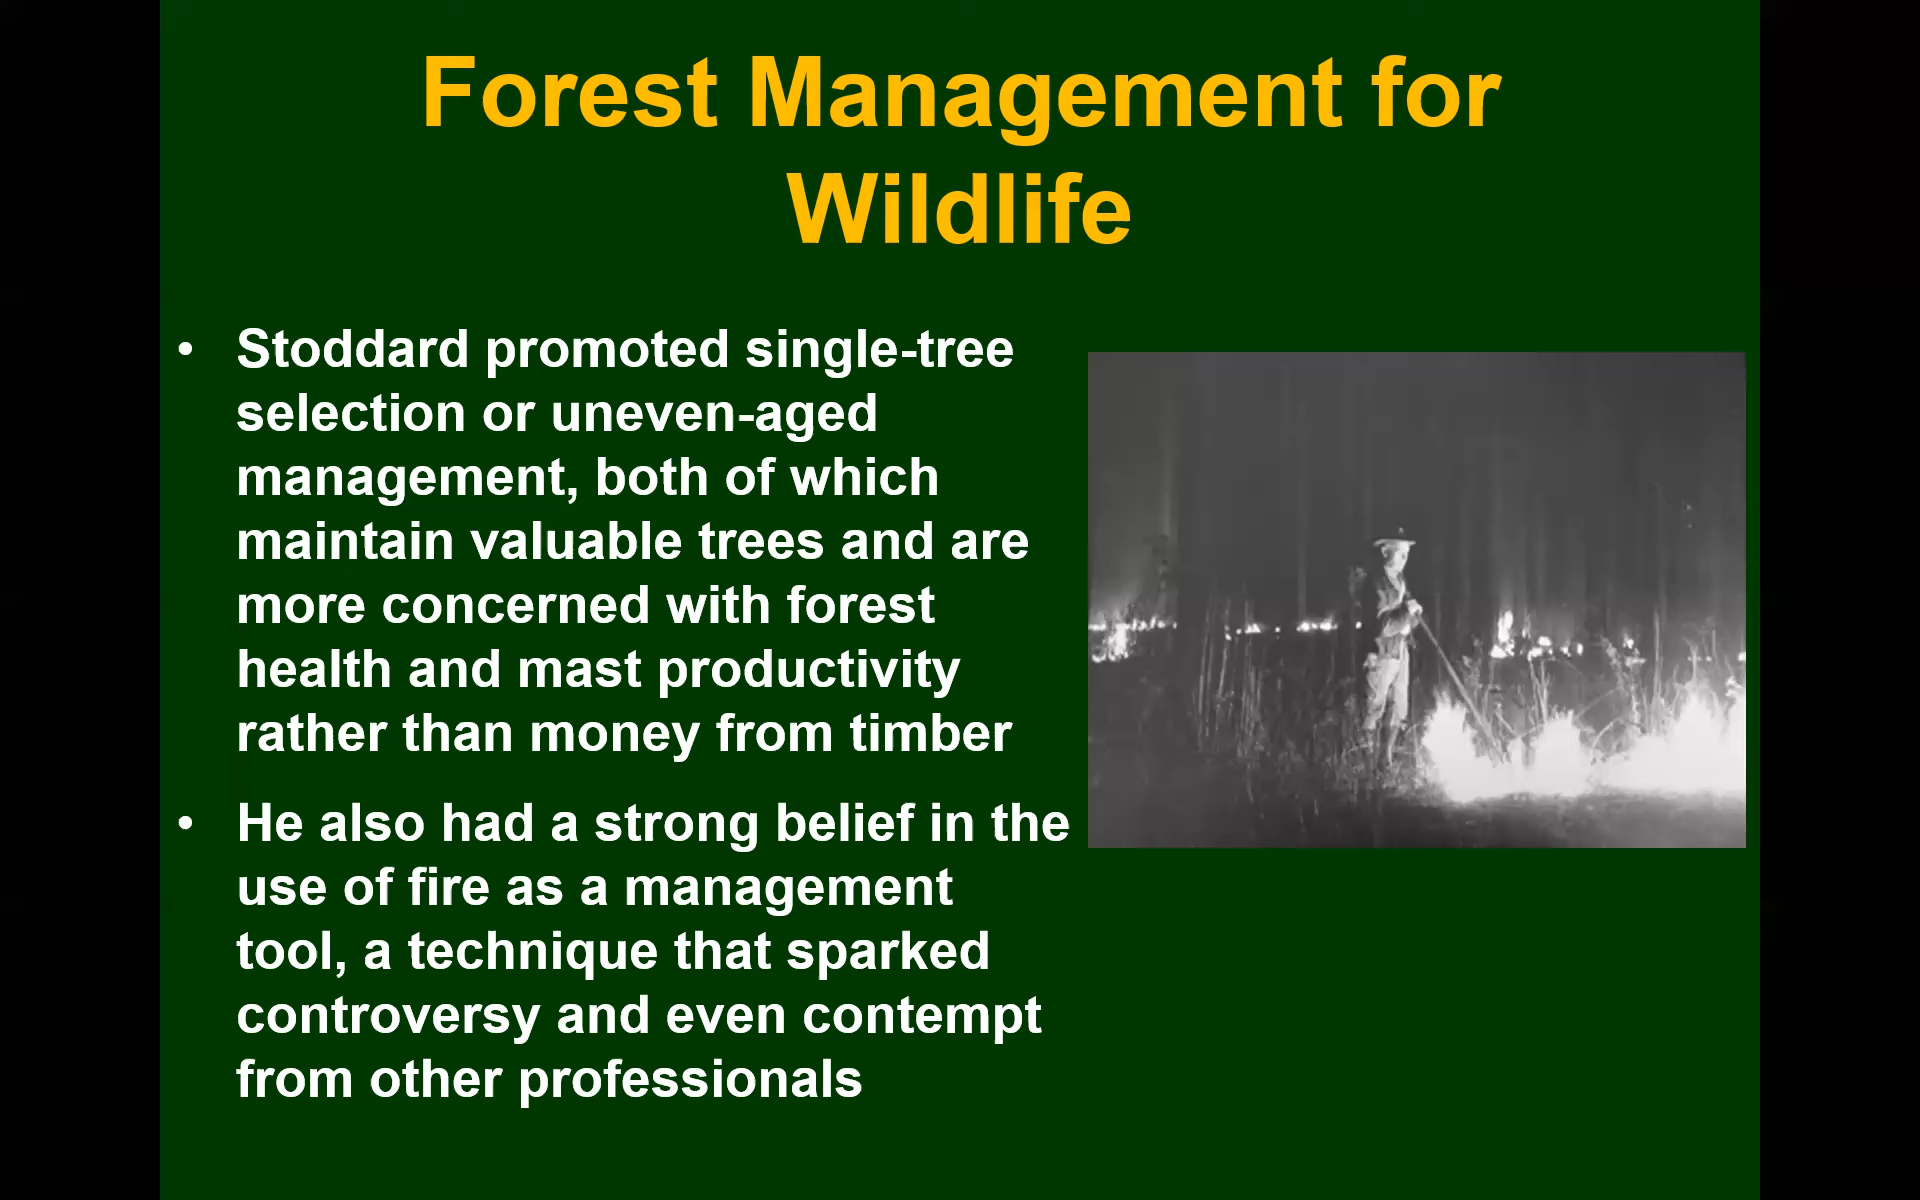 Forest Management for
Wildlife
• Stoddard promoted single-tree
selection or uneven-aged
management, both of which
maintain valuable trees and are
more concerned with forest
health and mast productivity
rather than money from timber
• He also had a strong belief in the
use of fire as a management
tool, a technique that sparked
controversy and even contempt
from other professionals